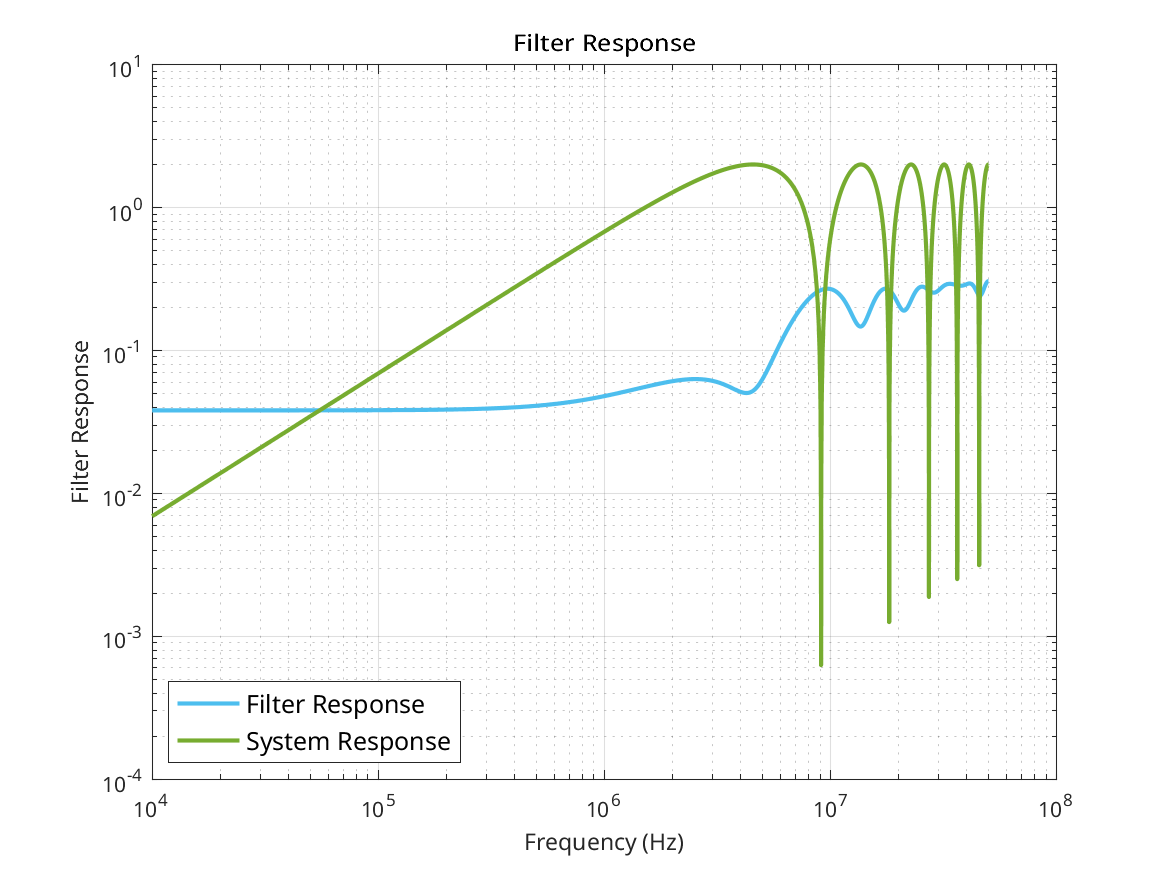 Filter Response
10^1
10^0
10^-1
10^-2
10^-3
10^-4
Filter Response
Filter Response
System Response
10^4 10^5 10^6 10^7 10^8
Frequency (Hz)